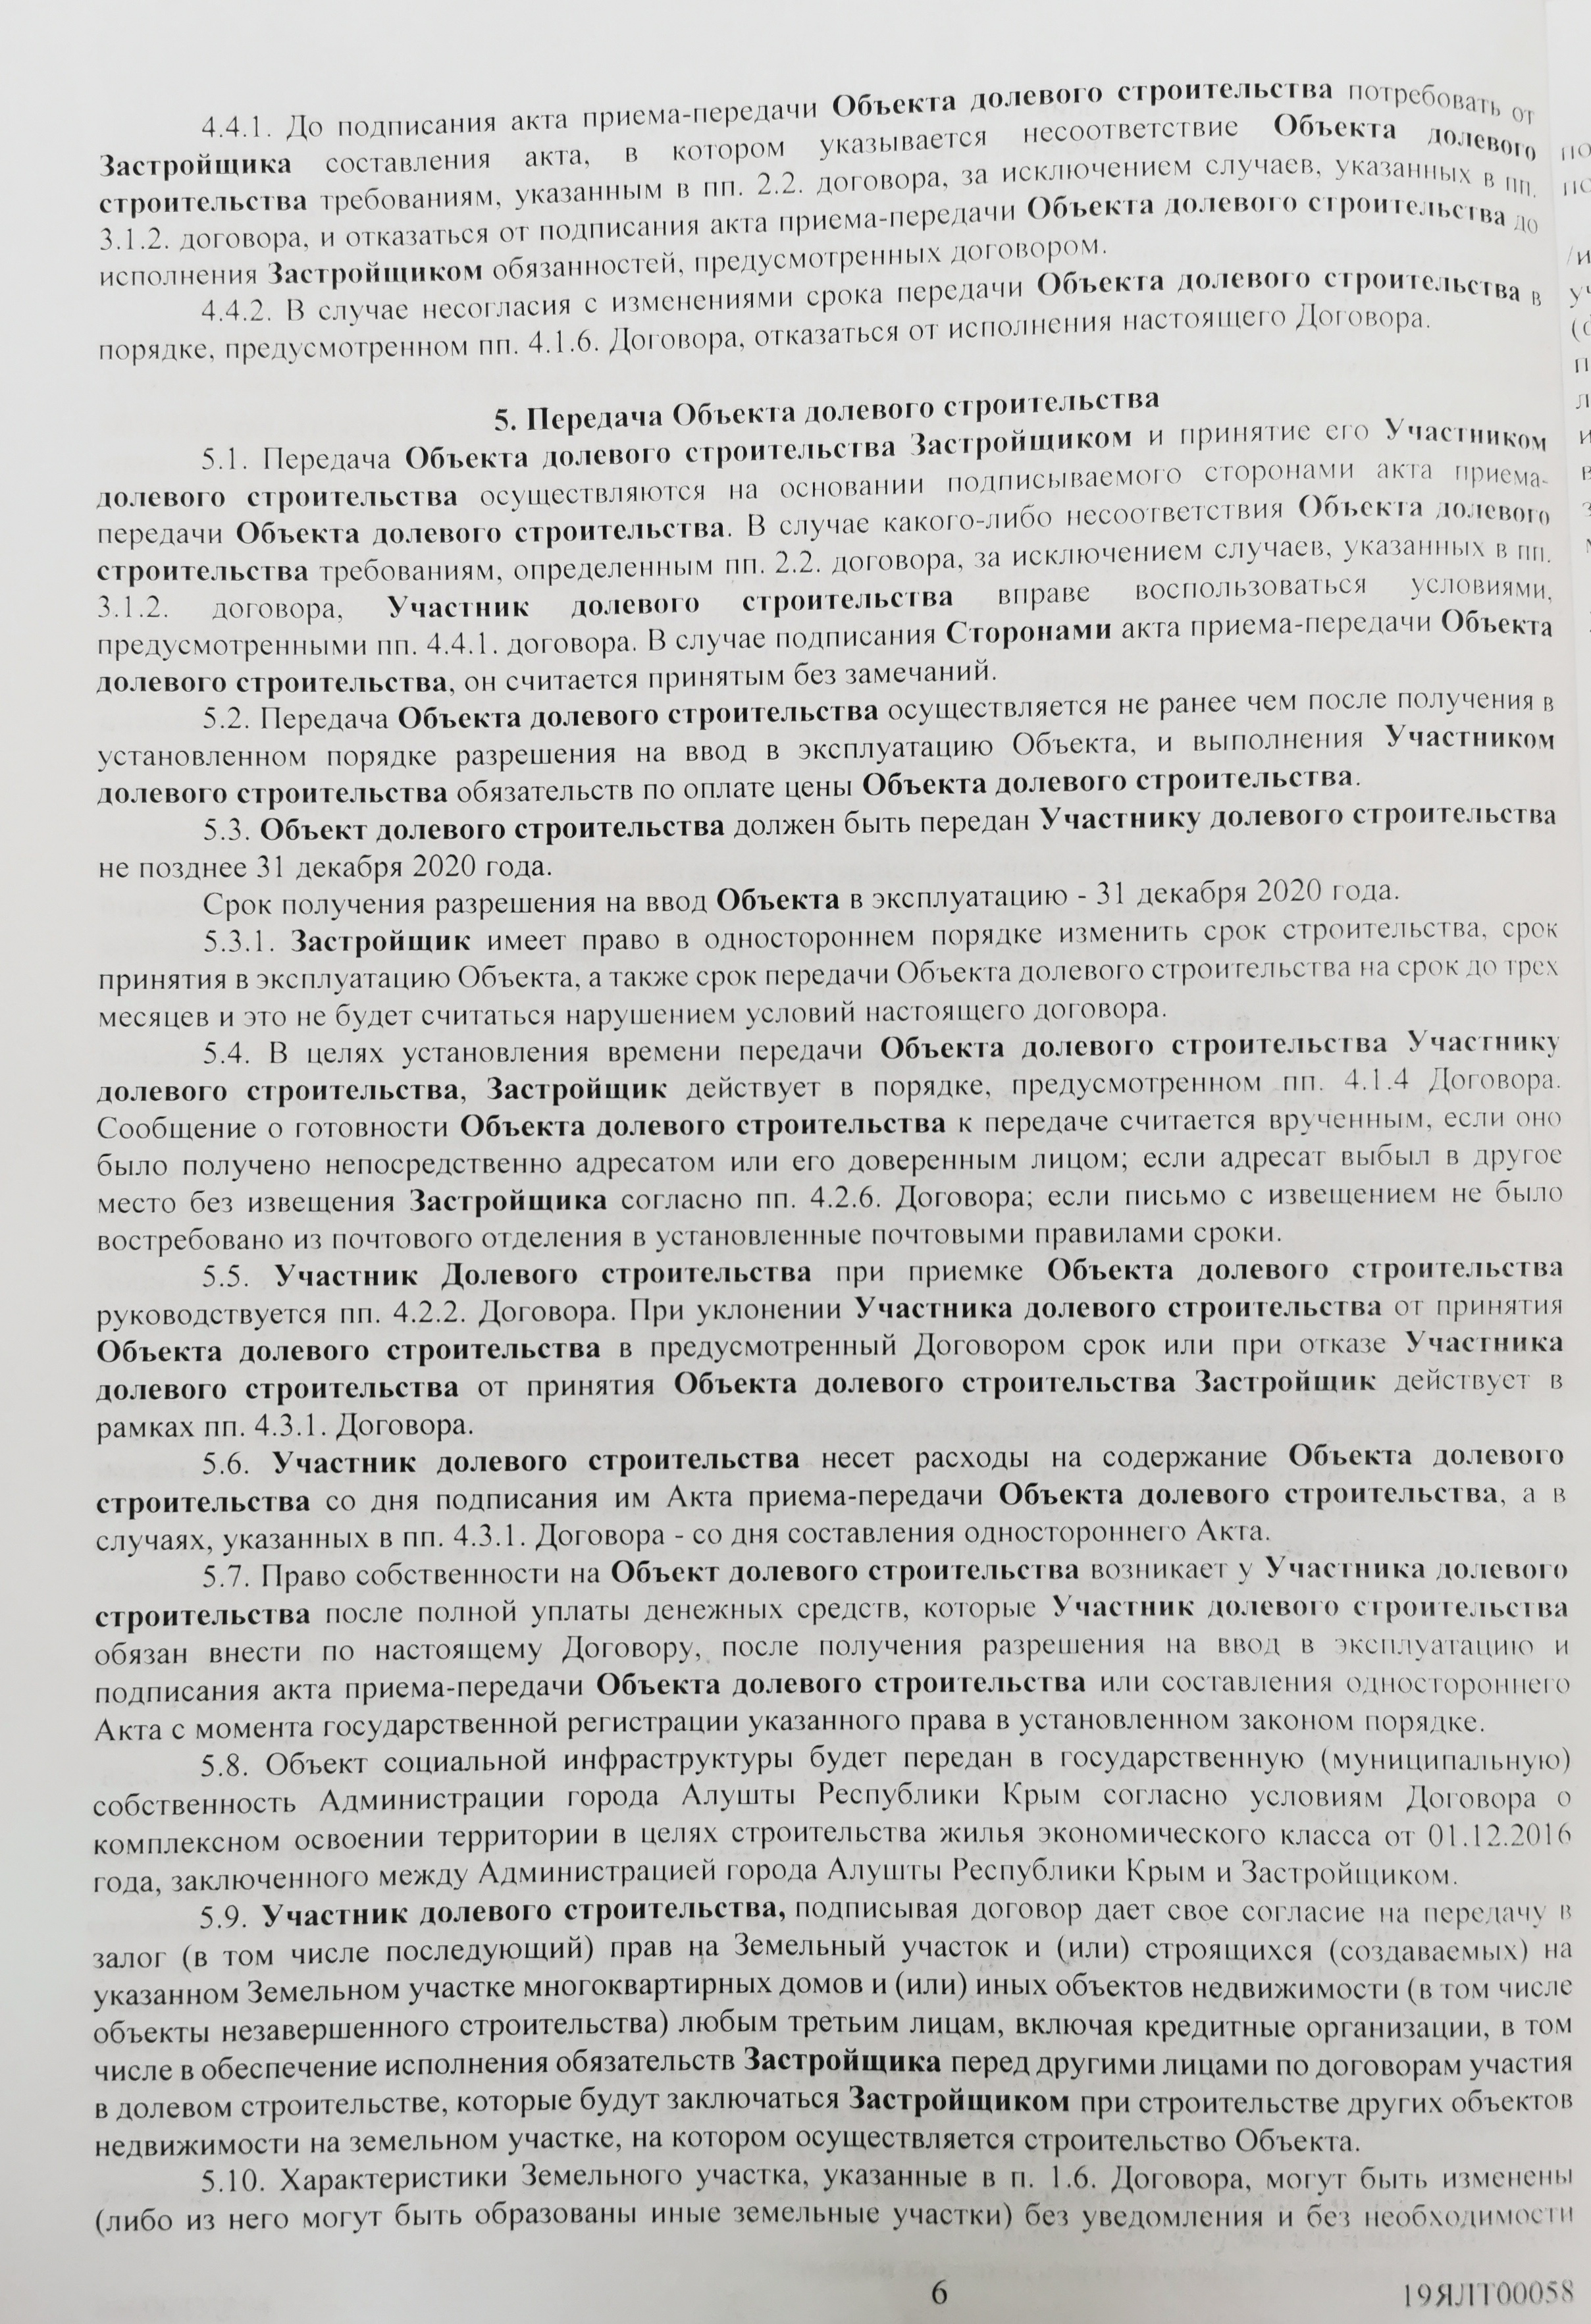 4.4.1. До подписания акта приема-передачи Объекта долевого строительства потребовать от
Застройщика составления акта, в котором указывается несоответствие Объекта долевого
строительства требованиям, указанным в пп. 2.2. договора, за исключением случаев, указанных в пп.
3.1.2. договора, и отказаться от подписания акта приема-передачи Объекта долевого строительства до
исполнения Застройщиком обязанностей, предусмотренных договором.
4.4.2. В случае несогласия с изменениями срока передачи Объекта долевого строительства в
порядке, предусмотренном пп. 4.1.6. Договора, отказаться от исполнения настоящего Договора.
5. Передача Объекта долевого строительства
5.1. Передача Объекта долевого строительства Застройщиком и принятие его Участником
долевого строительства осуществляются на основании подписываемого сторонами акта приема-
передачи Объекта долевого строительства. В случае какого-либо несоответствия Объекта долевого
строительства требованиям, определенным пп. 2.2. договора, за исключением случаев, указанных в пп.
3.1.2. договора, Участник долевого строительства вправе воспользоваться условиями,
предусмотренными пп. 4.4.1. договора. В случае подписания Сторонами акта приема-передачи Объекта
долевого строительства, он считается принятым без замечаний.
5.2. Передача Объекта долевого строительства осуществляется не ранее чем после получения в
установленном порядке разрешения на ввод в эксплуатацию Объекта, и выполнения Участником
долевого строительства обязательств по оплате цены Объекта долевого строительства.
5.3. Объект долевого строительства должен быть передан Участнику долевого строительства
не позднее 31 декабря 2020 года.
Срок получения разрешения на ввод Объекта в эксплуатацию - 31 декабря 2020 года.
5.3.1. Застройщик имеет право в одностороннем порядке изменить срок строительства, срок
принятия в эксплуатацию Объекта, а также срок передачи Объекта долевого строительства на срок до трех
месяцев и это не будет считаться нарушением условий настоящего договора.
5.4. В целях установления времени передачи Объекта долевого строительства Участнику
долевого строительства, Застройщик действует в порядке, предусмотренном пп. 4.1.4 Договора.
Сообщение о готовности Объекта долевого строительства к передаче считается врученным, если оно
было получено непосредственно адресатом или его доверенным лицом; если адресат выбыл в другое
место без извещения Застройщика согласно пп. 4.2.6. Договора; если письмо с извещением не было
востребовано из почтового отделения в установленные почтовыми правилами сроки.
5.5. Участник Долевого строительства при приемке Объекта долевого строительства
руководствуется пп. 4.2.2. Договора. При уклонении Участника долевого строительства от принятия
Объекта долевого строительства в предусмотренный Договором срок или при отказе Участника
долевого строительства от принятия Объекта долевого строительства Застройщик действует в
рамках пп. 4.3.1. Договора.
5.6. Участник долевого строительства несет расходы на содержание Объекта долевого
строительства со дня подписания им Акта приема-передачи Объекта долевого строительства, а в
случаях, указанных в пп. 4.3.1. Договора - со дня составления одностороннего Акта.
5.7. Право собственности на Объект долевого строительства возникает у Участника долевого
строительства после полной уплаты денежных средств, которые Участник долевого строительства
обязан внести по настоящему Договору, после получения разрешения на ввод в эксплуатацию и
подписания акта приема-передачи Объекта долевого строительства или составления одностороннего
Акта с момента государственной регистрации указанного права в установленном законом порядке.
5.8. Объект социальной инфраструктуры будет передан в государственную (муниципальную)
собственность Администрации города Алушты Республики Крым согласно условиям Договора о
комплексном освоении территории в целях строительства жилья экономического класса от 01.12.2016
года, заключенного между Администрацией города Алушты Республики Крым и Застройщиком.
5.9. Участник долевого строительства, подписывая договор дает свое согласие на передачу в
залог (в том числе последующий) прав на Земельный участок и (или) строящихся (создаваемых) на
указанном Земельном участке многоквартирных домов и (или) иных объектов недвижимости (в том числе
объекты незавершенного строительства) любым третьим лицам, включая кредитные организации, в том
числе в обеспечение исполнения обязательств Застройщика перед другими лицами по договорам участия
в долевом строительстве, которые будут заключаться Застройщиком при строительстве других объектов
недвижимости на земельном участке, на котором осуществляется строительство Объекта.
5.10. Характеристики Земельного участка, указанные в п. 1.6. Договора, могут быть изменены
(либо из него могут быть образованы иные земельные участки) без уведомления и без необходимости
6
19ЯЛТ00058